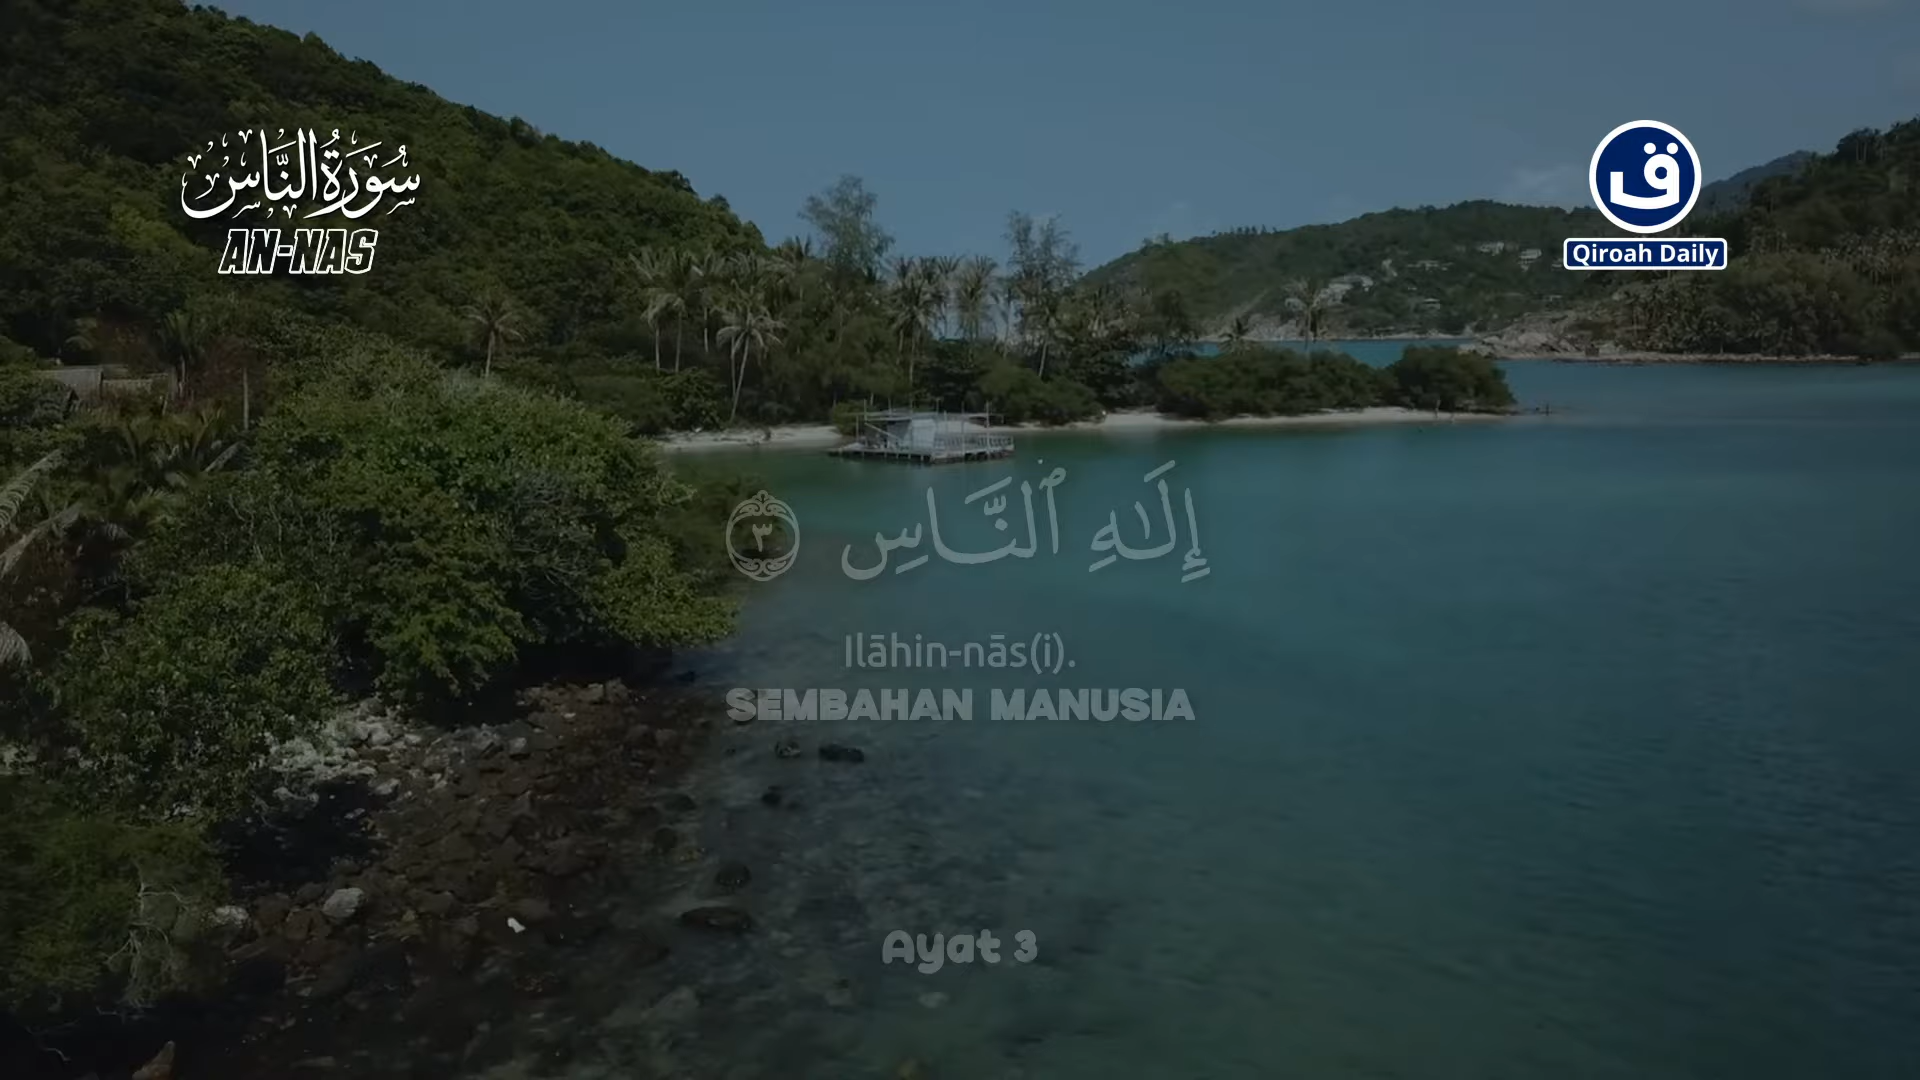 سُورَةُ النَّاسِ
AN-NAS
ق
Qiroah Daily
إِلَٰهِ ٱلنَّاسِ ٣
Ilāhin-nās(i).
SEMBAHAN MANUSIA
Ayat 3